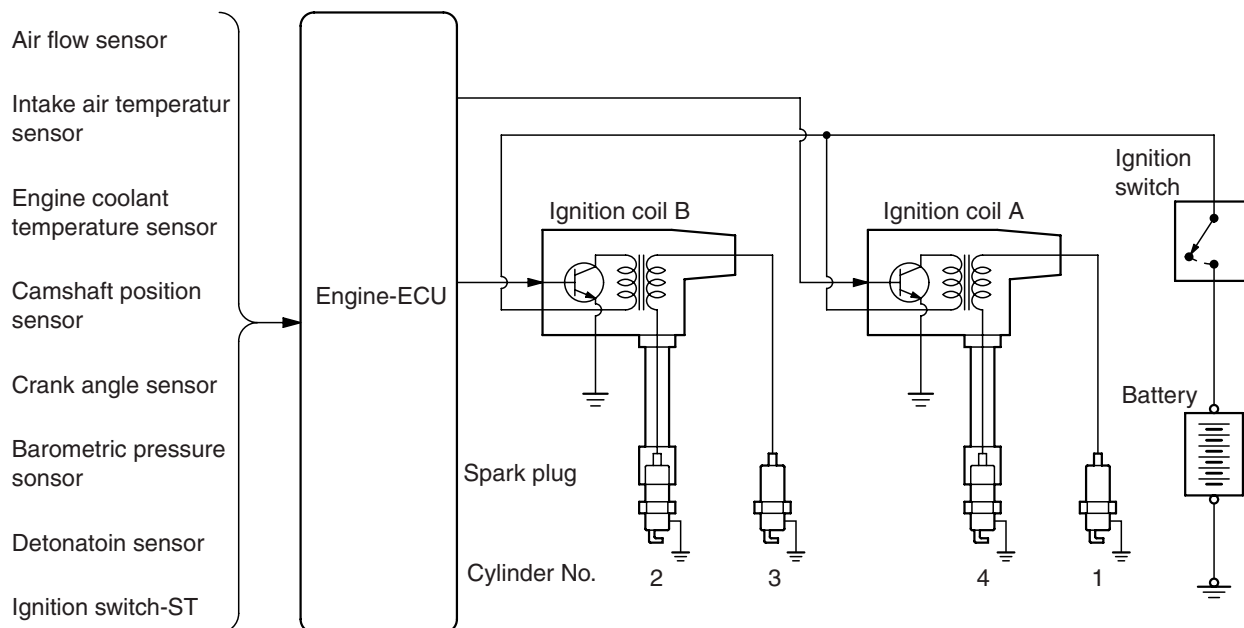 Air flow sensor
Intake air temperatur
sensor
Engine coolant
temperature sensor
Camshaft position
sensor
Crank angle sensor
Barometric pressure
sonsor
Detonatoin sensor
Ignition switch-ST
Engine-ECU
Ignition coil B
Ignition coil A
Ignition
switch
Battery
Spark plug
Cylinder No. 2 3 4 1